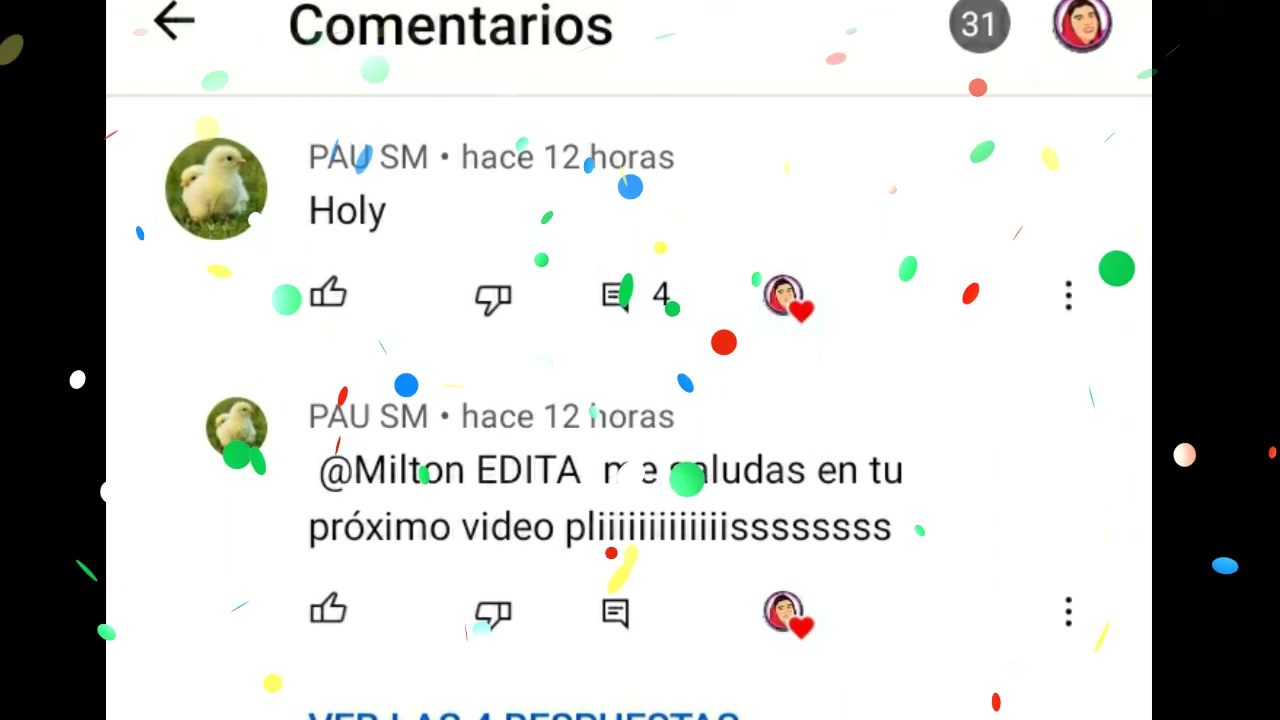 Comentarios
31
PAU SM • hace 12 horas
Holy
4
PAU SM • hace 12 horas
@Milton EDITA me saludas en tu
próximo video pliiiiiiiiiiiiissssssss
VER LAS 4 RESPUESTAS